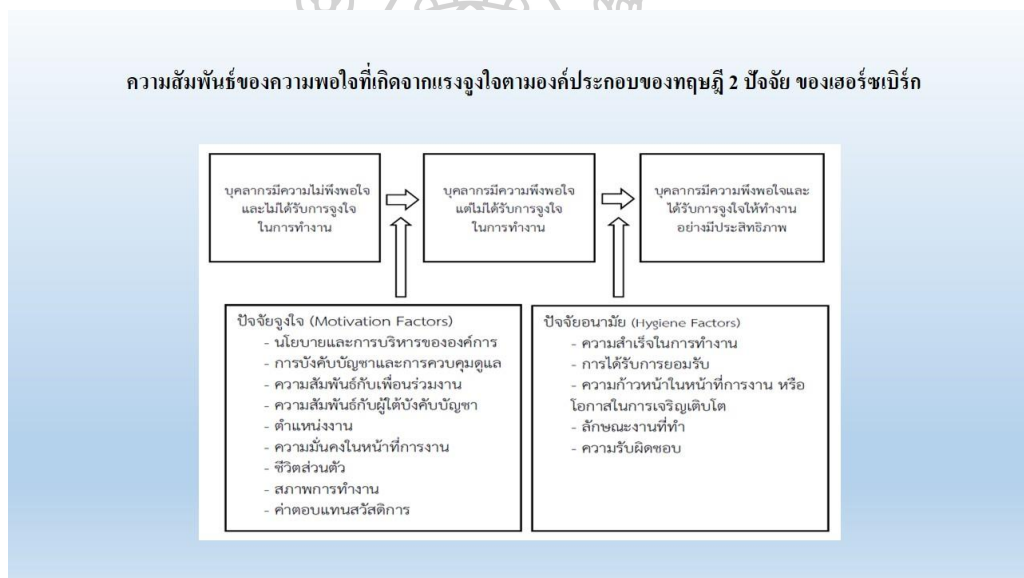 ความสัมพันธ์ของความพอใจที่เกิดจากแรงจูงใจตามองค์ประกอบของทฤษฎี 2 ปัจจัย ของเฮอร์ซเบิร์ก
บุคลากรมีความไม่พึงพอใจ
และไม่ได้รับการจูงใจ
ในการทำงาน
บุคลากรมีความพึงพอใจ
แต่ไม่ได้รับการจูงใจ
ในการทำงาน
บุคลากรมีความพึงพอใจและ
ได้รับการจูงใจให้ทำงาน
อย่างมีประสิทธิภาพ
ปัจจัยจูงใจ (Motivation Factors)
- นโยบายและการบริหารขององค์การ
- การบังคับบัญชาและการควบคุมดูแล
- ความสัมพันธ์กับเพื่อนร่วมงาน
- ความสัมพันธ์กับผู้ใต้บังคับบัญชา
- ตำแหน่งงาน
- ความมั่นคงในหน้าที่การงาน
- ชีวิตส่วนตัว
- สภาพการทำงาน
- ค่าตอบแทนสวัสดิการ
ปัจจัยอนามัย (Hygiene Factors)
- ความสำเร็จในการทำงาน
- การได้รับการยอมรับ
- ความก้าวหน้าในหน้าที่การงาน หรือ
โอกาสในการเจริญเติบโต
- ลักษณะงานที่ทำ
- ความรับผิดชอบ